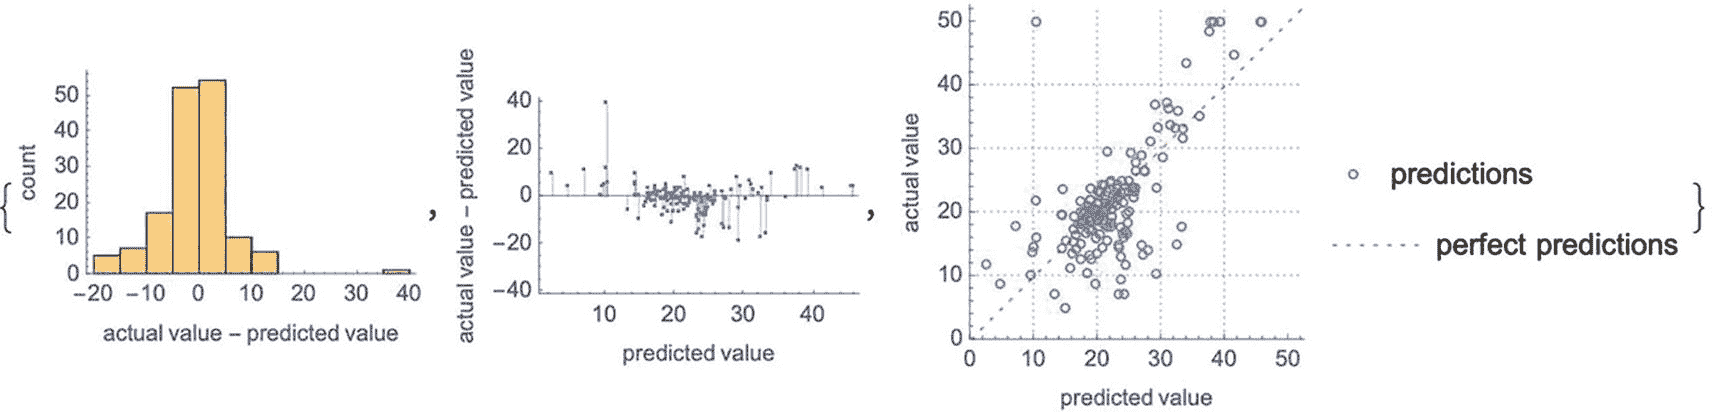 {
count
50
40
30
20
10
0
−20 −10 0 10 20 30 40
actual value – predicted value
,
actual value – predicted value
40
20
0
−20
−40
10 20 30 40
predicted value
,
actual value
50
40
30
20
10
0
0 10 20 30 40 50
predicted value
predictions
perfect predictions
}